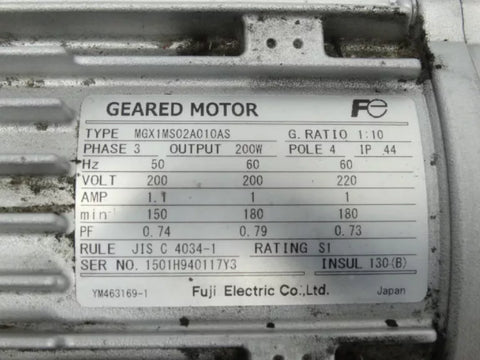 GEARED MOTOR Fe
TYPE MGX1MS02A010AS G. RATIO 1:10
PHASE 3 OUTPUT 200W POLE 4 IP 44
Hz 50 60 60
VOLT 200 200 220
AMP 1.1 1 1
min⁻¹ 150 180 180
PF 0.74 0.79 0.73
RULE JIS C 4034-1 RATING S1
SER NO. 1501H940117Y3 INSUL 130(B)
YM463169-1 Fuji Electric Co.,Ltd. Japan